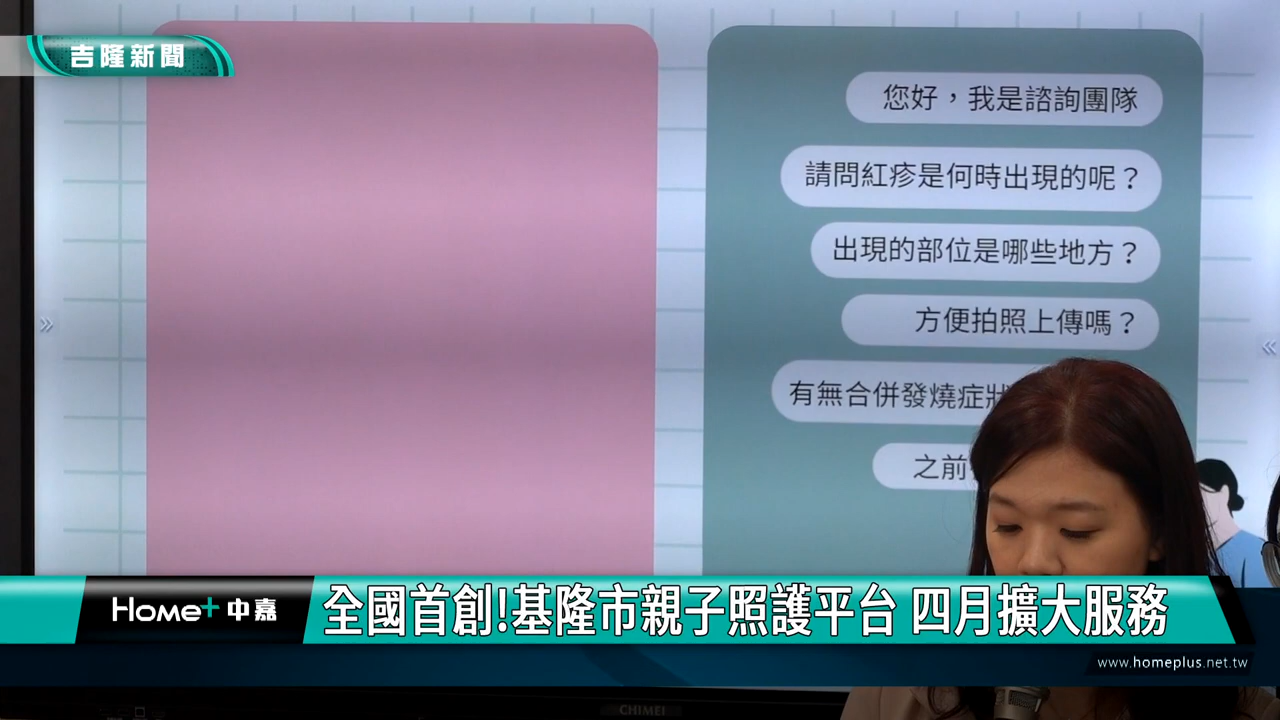 吉隆新聞
您好，我是諮詢團隊
請問紅疹是何時出現的呢？
出現的部位是哪些地方？
方便拍照上傳嗎？
有無合併發燒症狀
之前
Home+中嘉
全國首創!基隆市親子照護平台 四月擴大服務
www.homeplus.net.tw
CHIMEI